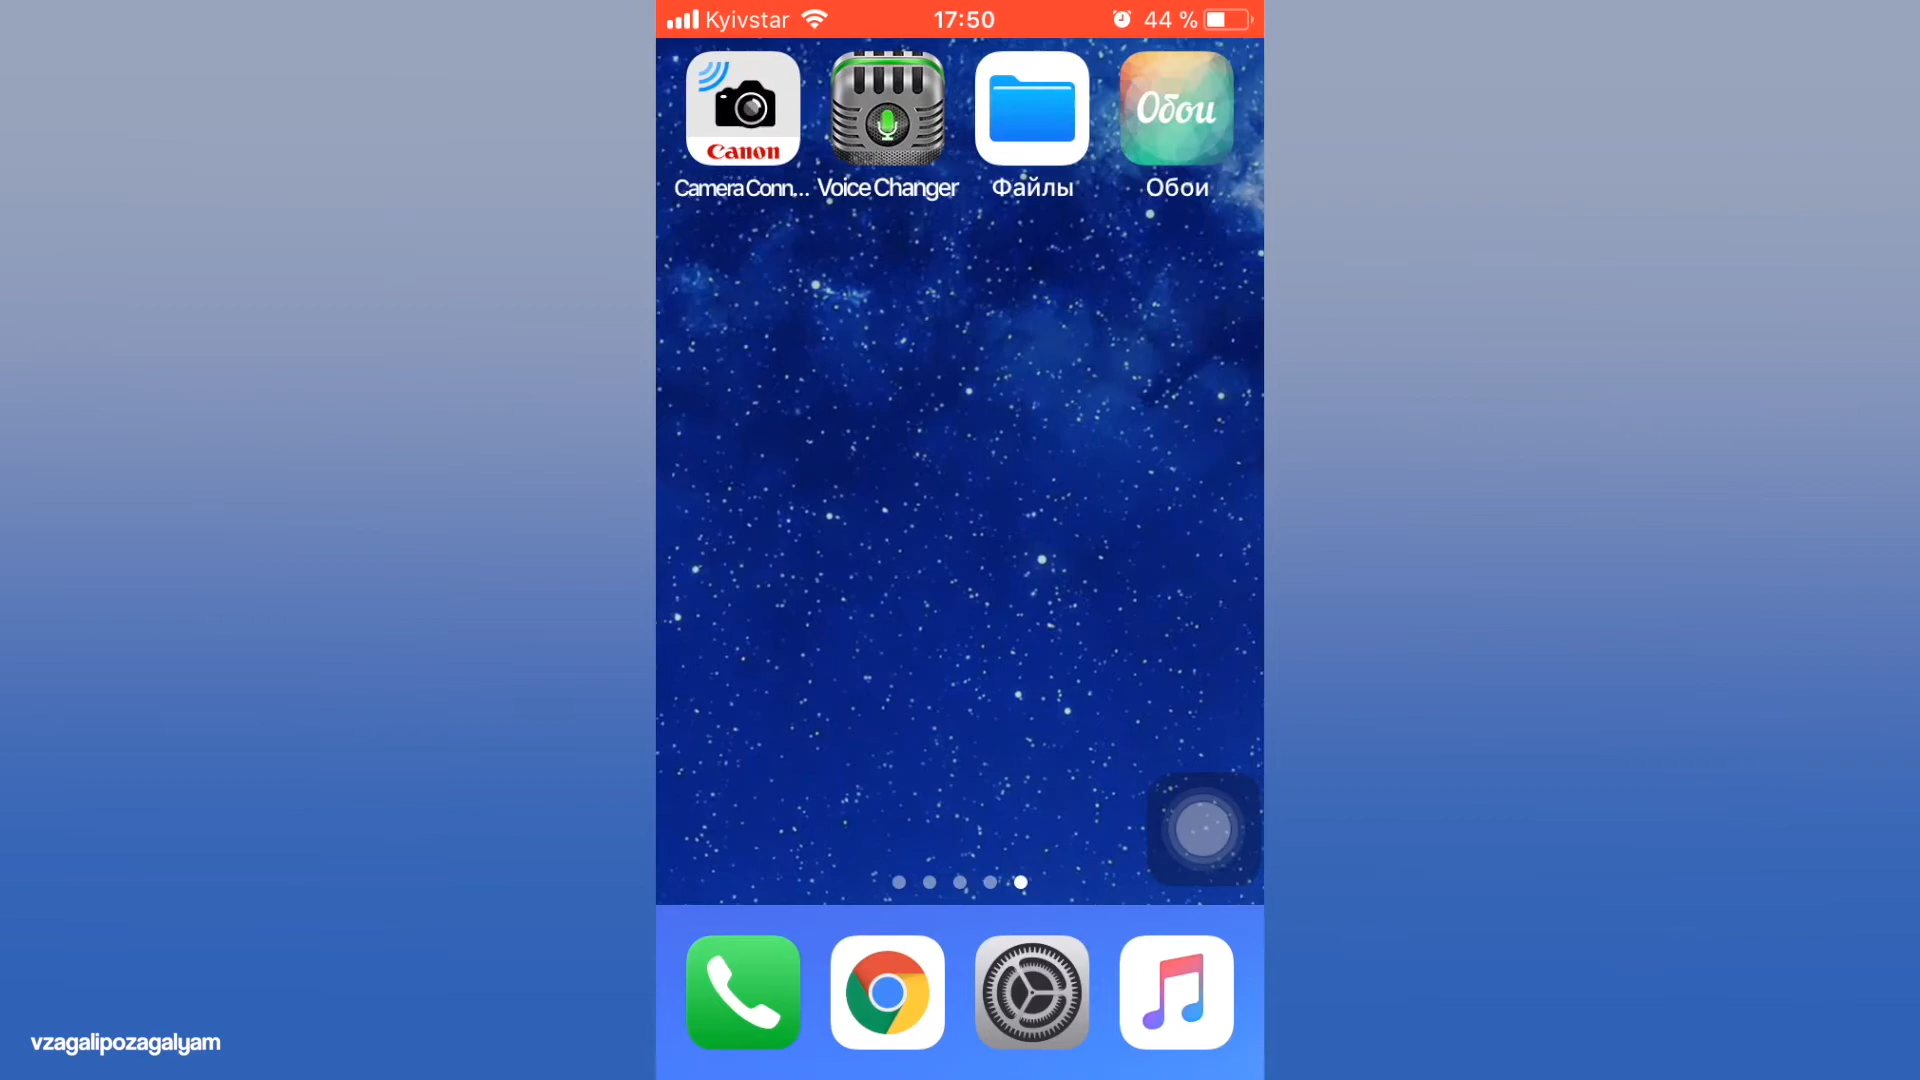 Kyivstar 17:50 44 %
Canon
Обои
Camera Conn... Voice Changer Файлы Обои
vzagalipozagalyam